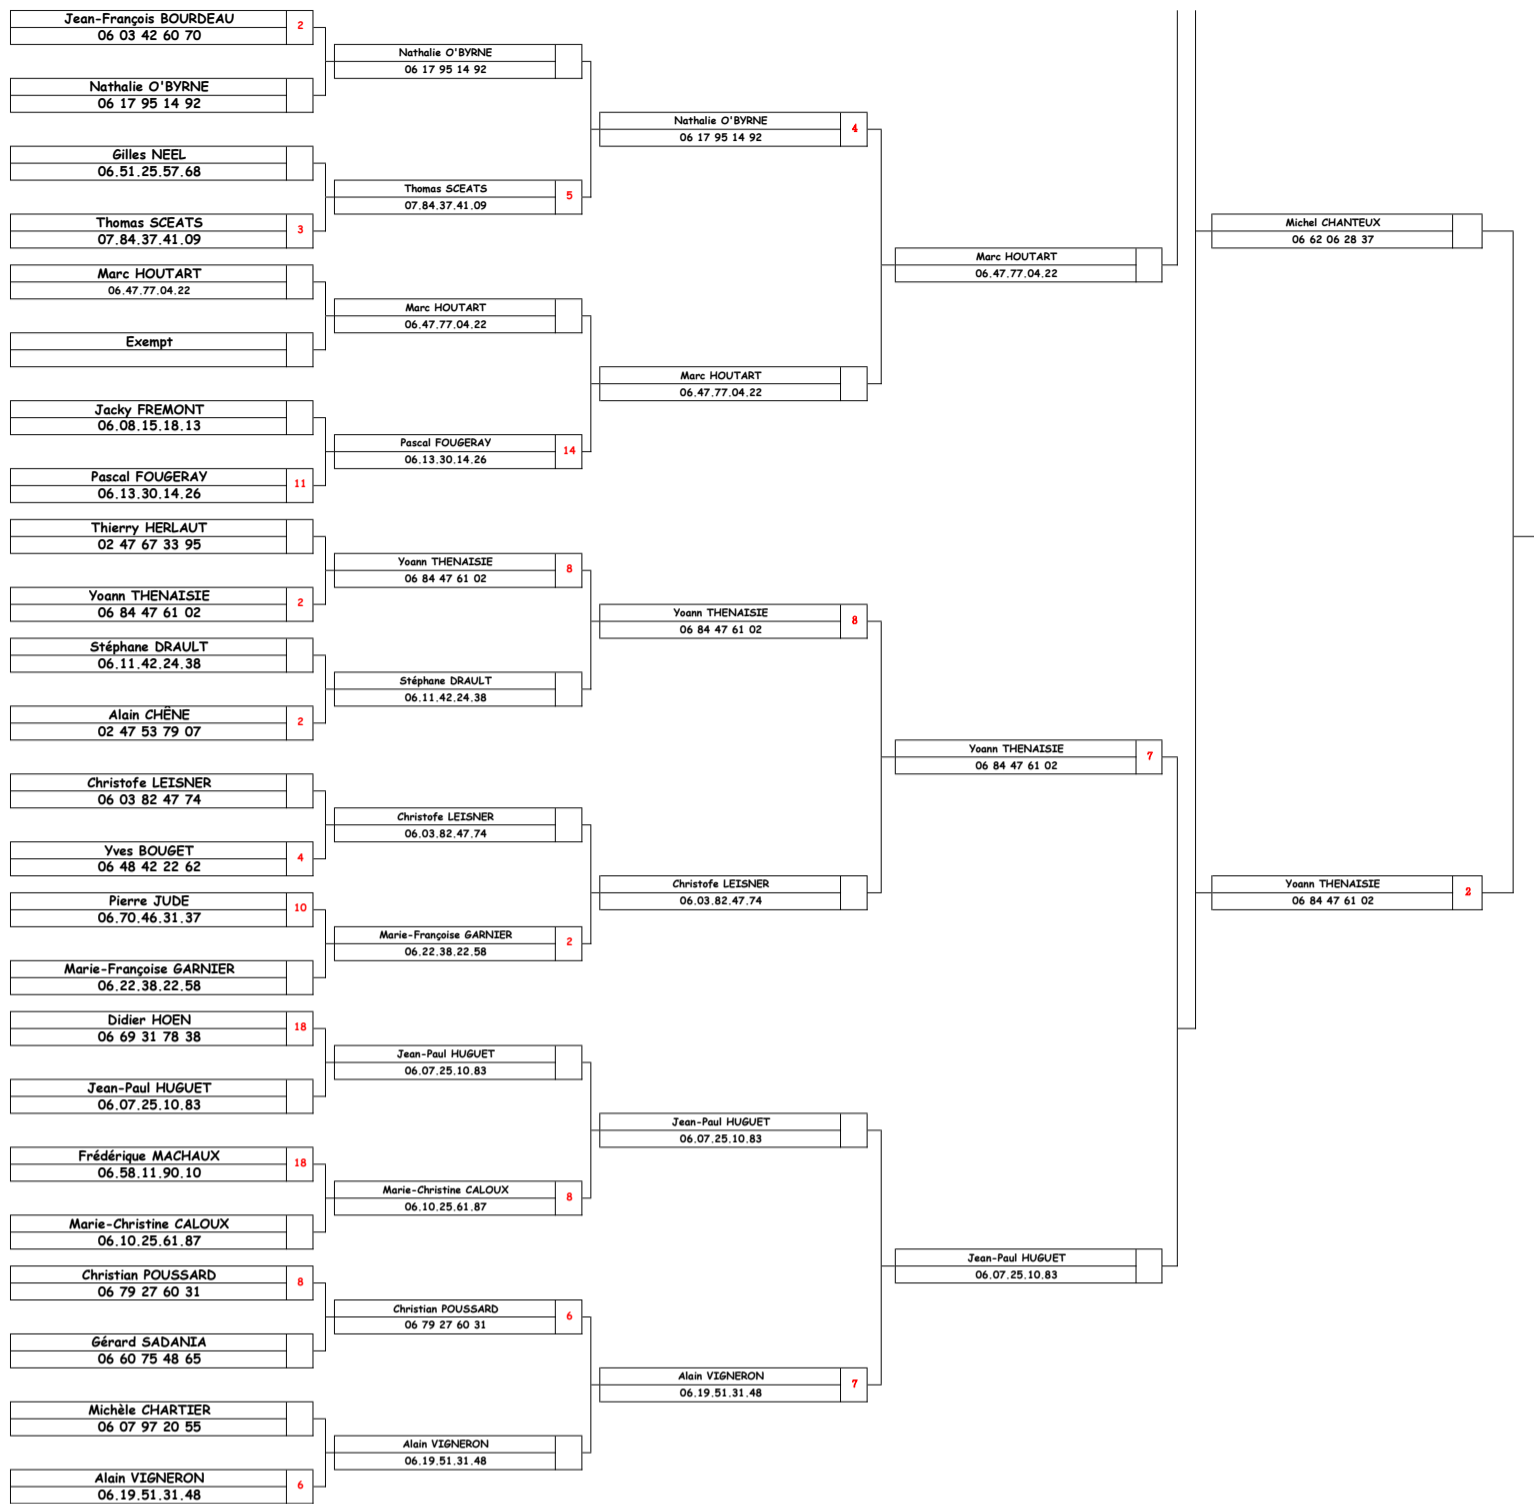 Jean-François BOURDEAU
2
06 03 42 60 70
Nathalie O'BYRNE
06 17 95 14 92
Gilles NEEL
06.51.25.57.68
Thomas SCEATS
3
07.84.37.41.09
Marc HOUTART
06.47.77.04.22
Exempt
Jacky FREMONT
06.08.15.18.13
Pascal FOUGERAY
11
06.13.30.14.26
Thierry HERLAUT
02 47 67 33 95
Yoann THENAISIE
2
06 84 47 61 02
Stéphane DRAULT
06.11.42.24.38
Alain CHÊNE
2
02 47 53 79 07
Christofe LEISNER
06 03 82 47 74
Yves BOUGET
4
06 48 42 22 62
Pierre JUDE
10
06.70.46.31.37
Marie-Françoise GARNIER
06.22.38.22.58
Didier HOEN
18
06 69 31 78 38
Jean-Paul HUGUET
06.07.25.10.83
Frédérique MACHAUX
18
06.58.11.90.10
Marie-Christine CALOUX
06.10.25.61.87
Christian POUSSARD
8
06 79 27 60 31
Gérard SADANIA
06 60 75 48 65
Michèle CHARTIER
06 07 97 20 55
Alain VIGNERON
6
06.19.51.31.48
Nathalie O'BYRNE
06 17 95 14 92
Thomas SCEATS
5
07.84.37.41.09
Marc HOUTART
06.47.77.04.22
Pascal FOUGERAY
14
06.13.30.14.26
Yoann THENAISIE
8
06 84 47 61 02
Stéphane DRAULT
06.11.42.24.38
Christofe LEISNER
06.03.82.47.74
Marie-Françoise GARNIER
2
06.22.38.22.58
Jean-Paul HUGUET
06.07.25.10.83
Marie-Christine CALOUX
8
06.10.25.61.87
Christian POUSSARD
6
06 79 27 60 31
Alain VIGNERON
06.19.51.31.48
Nathalie O'BYRNE
4
06 17 95 14 92
Marc HOUTART
06.47.77.04.22
Yoann THENAISIE
8
06 84 47 61 02
Christofe LEISNER
06.03.82.47.74
Jean-Paul HUGUET
06.07.25.10.83
Alain VIGNERON
7
06.19.51.31.48
Marc HOUTART
06.47.77.04.22
Yoann THENAISIE
7
06 84 47 61 02
Jean-Paul HUGUET
06.07.25.10.83
Michel CHANTEUX
06 62 06 28 37
Yoann THENAISIE
2
06 84 47 61 02